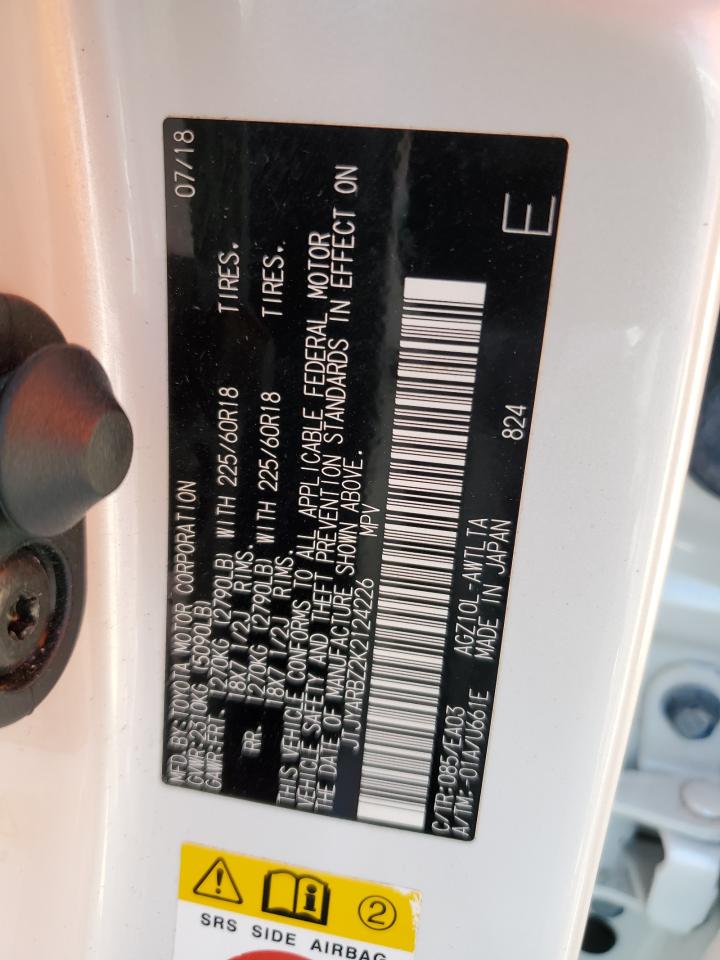 MFD.BY:TOYOTA MOTOR CORPORATION 07/18
GVWR:2310KG (5090LB)
GAWR:FRT 1270KG (2790LB) WITH 225/60R18 TIRES.
18X7 1/2J RIMS.
RR. 1270KG (2790LB) WITH 225/60R18 TIRES.
18X7 1/2J RIMS.
THIS VEHICLE CONFORMS TO ALL APPLICABLE FEDERAL MOTOR
VEHICLE SAFETY AND THEFT PREVENTION STANDARDS IN EFFECT ON
THE DATE OF MANUFACTURE SHOWN ABOVE.
JTJYARBZ2K2124226 MPV
C/TR:085/EA03 AGZ10L-AWTLTA 824 E
A/TM:-01A/U661E MADE IN JAPAN
2
SRS SIDE AIRBAG